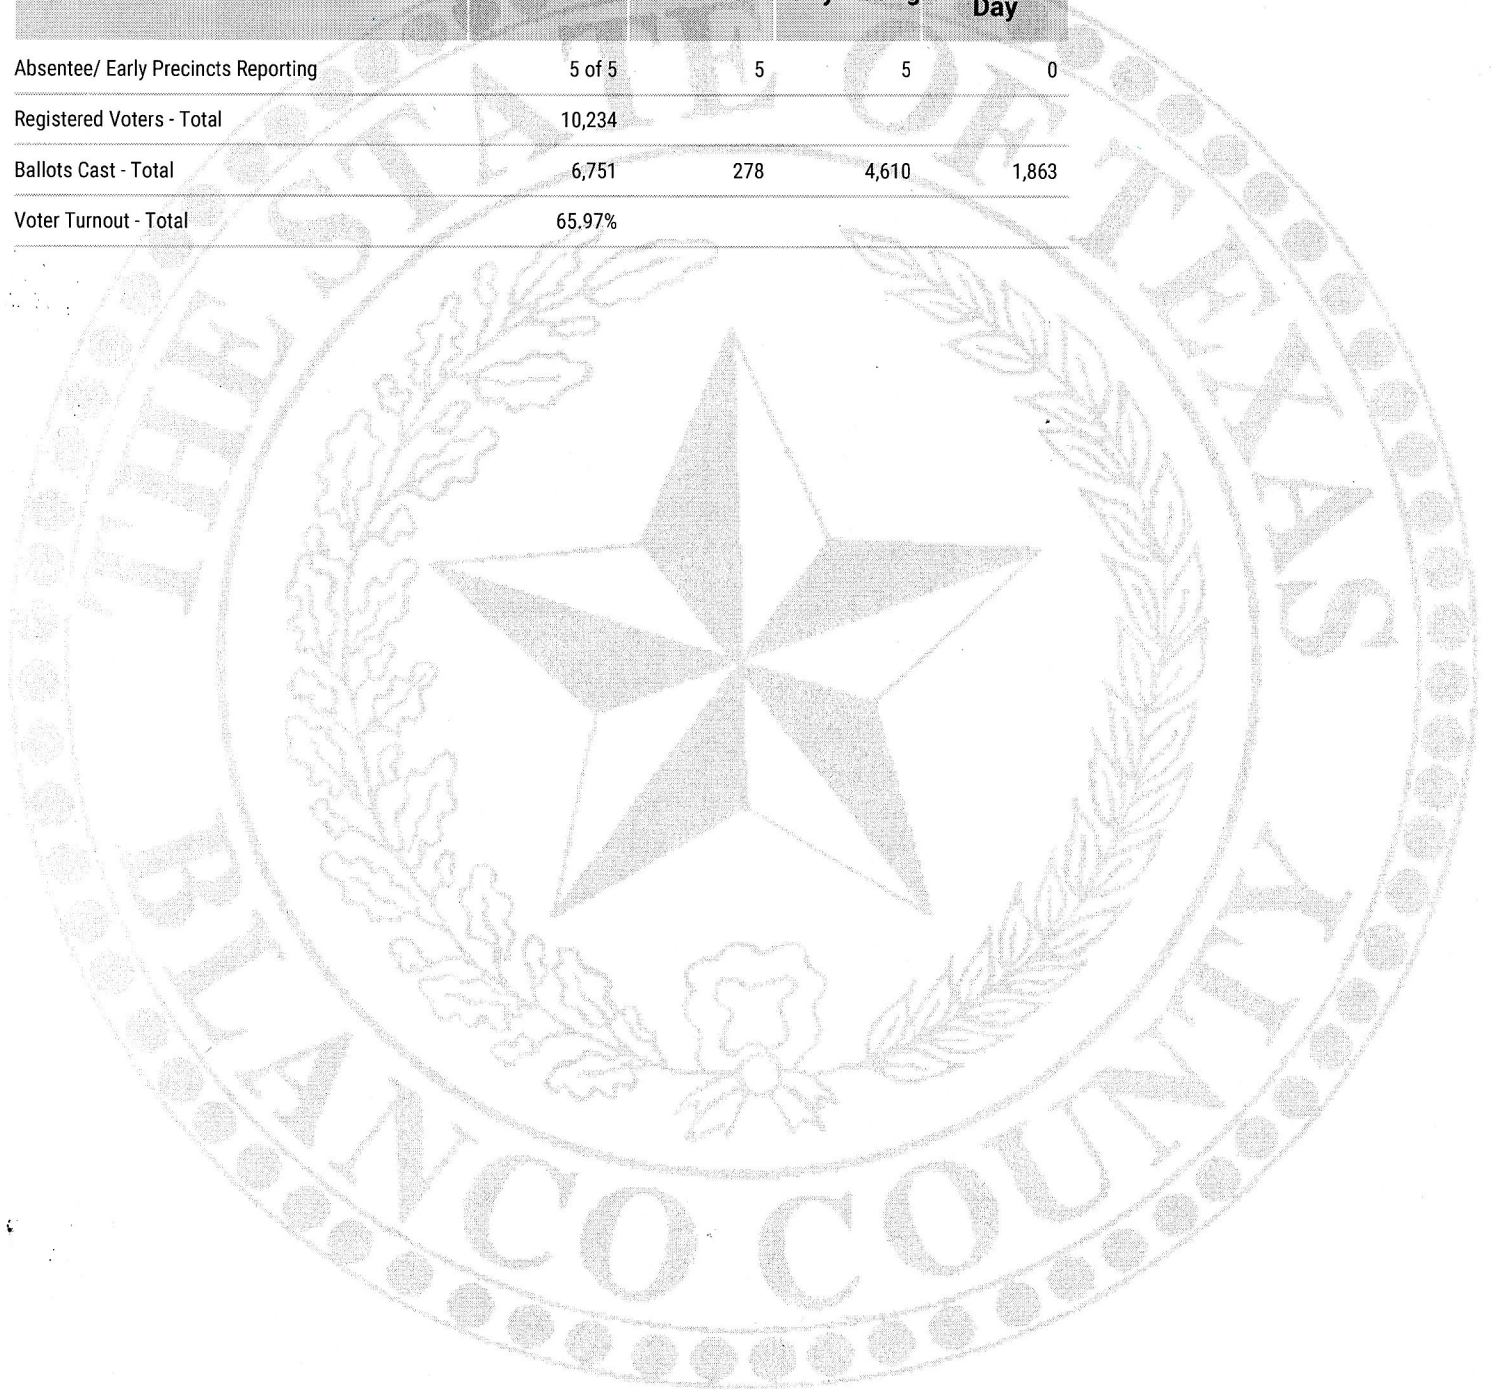 Day
Absentee/ Early Precincts Reporting 5 of 5 5 5 0
Registered Voters - Total 10,234
Ballots Cast - Total 6,751 278 4,610 1,863
Voter Turnout - Total 65.97%
THE STATE OF TEXAS
BLANCO COUNTY